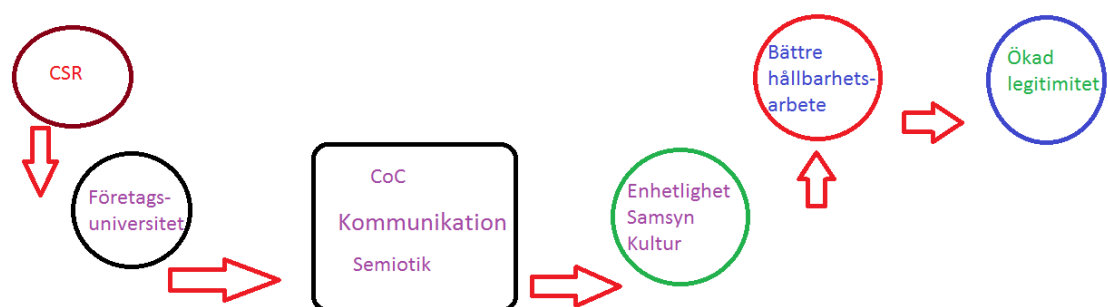 CSR
Företags-
universitet
CoC
Kommunikation
Semiotik
Enhetlighet
Samsyn
Kultur
Bättre
hållbarhets-
arbete
Ökad
legitimitet